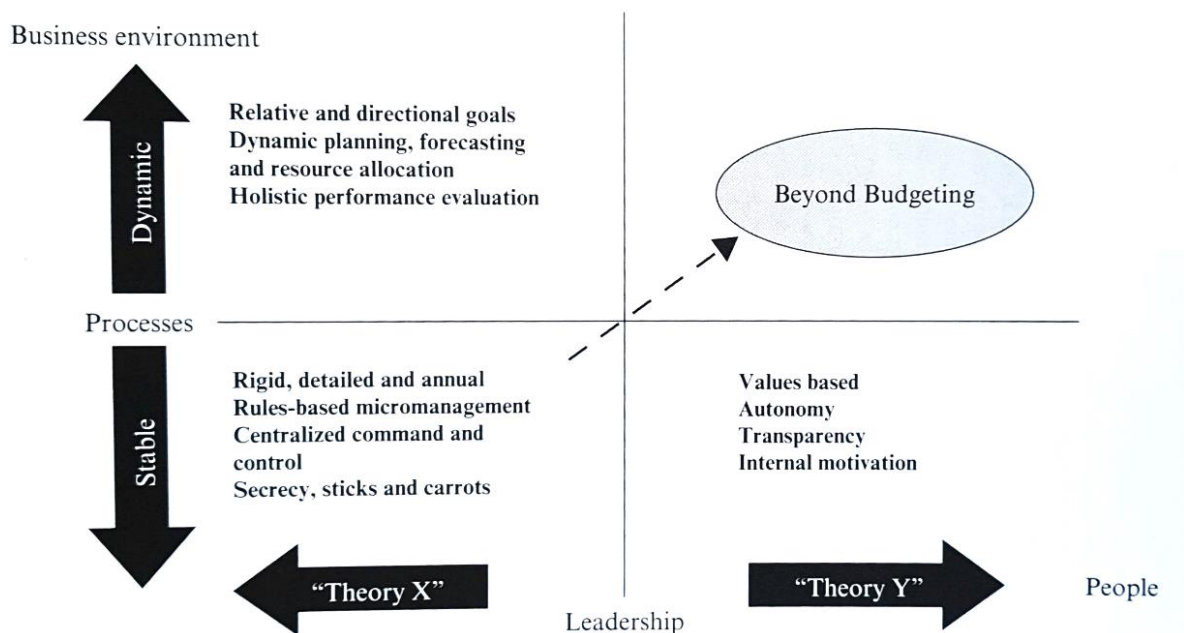 Business environment
Dynamic
Relative and directional goals
Dynamic planning, forecasting
and resource allocation
Holistic performance evaluation
Beyond Budgeting
Processes
Stable
Rigid, detailed and annual
Rules-based micromanagement
Centralized command and
control
Secrecy, sticks and carrots
Values based
Autonomy
Transparency
Internal motivation
“Theory X”
“Theory Y”
People
Leadership